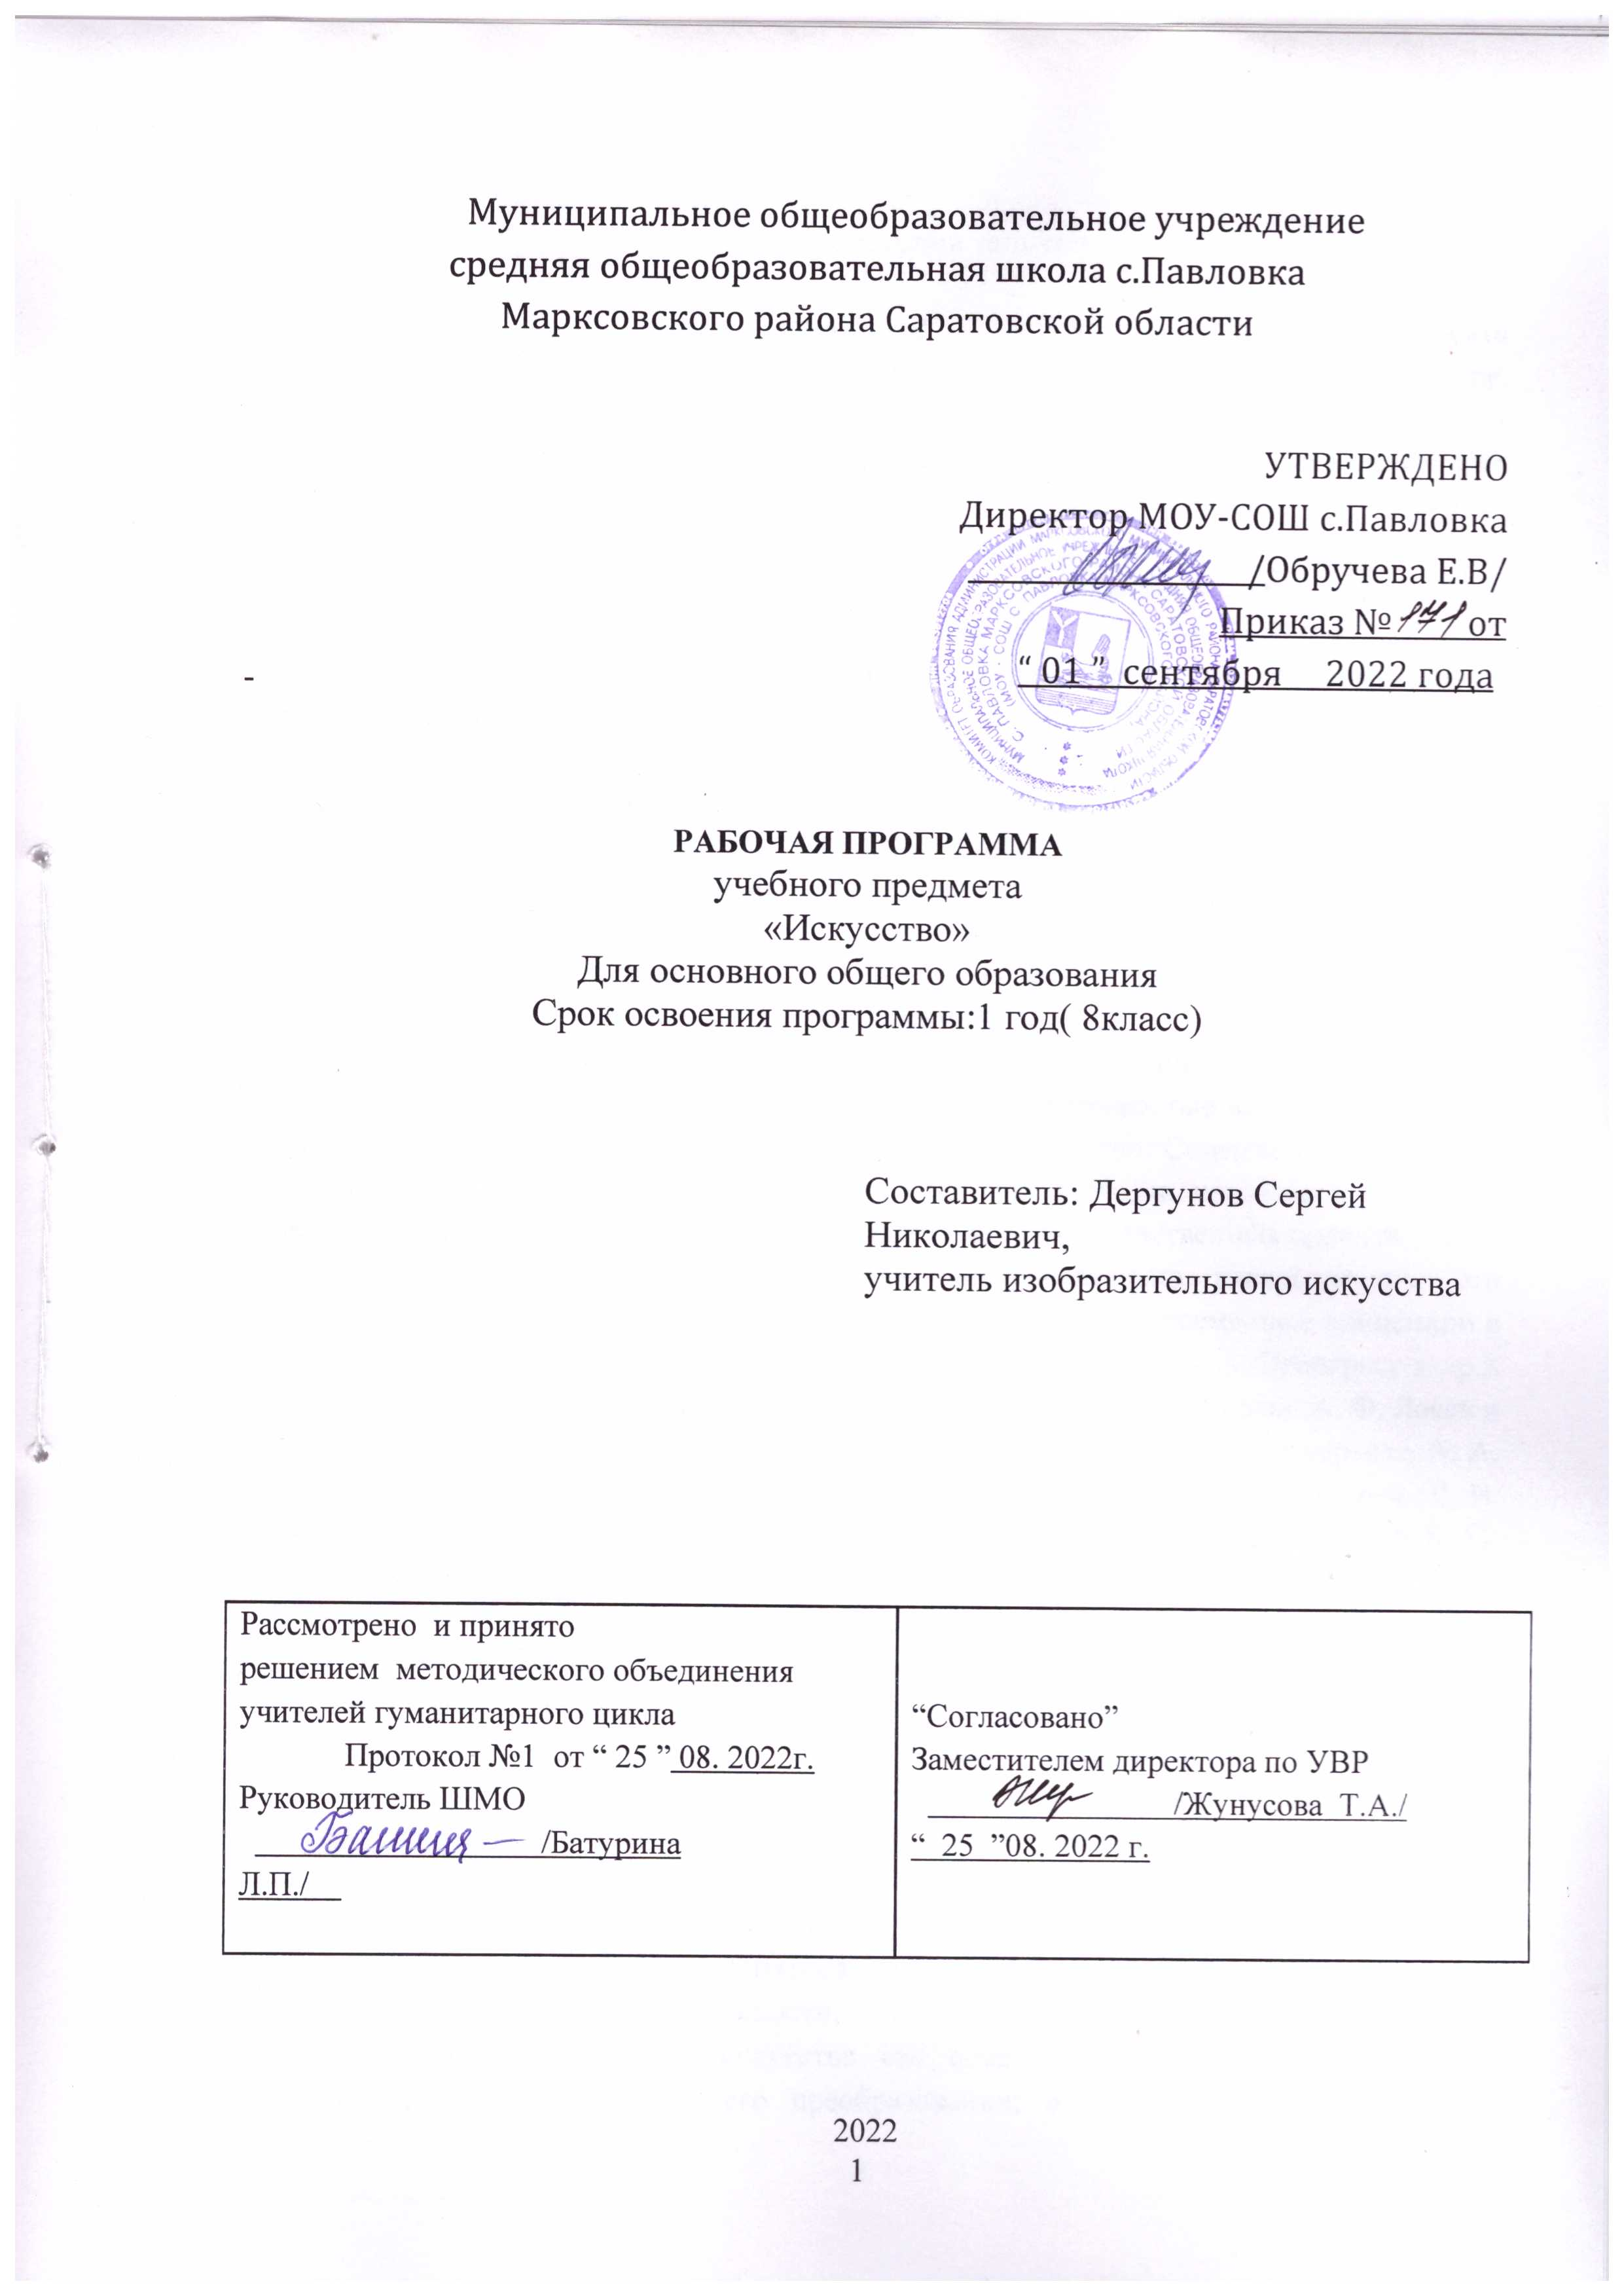 Муниципальное общеобразовательное учреждение
средняя общеобразовательная школа с.Павловка
Марксовского района Саратовской области
УТВЕРЖДЕНО
Директор МОУ-СОШ с.Павловка
/Обручева Е.В/
Приказ №171 от
“ 01 ” сентября 2022 года
-
РАБОЧАЯ ПРОГРАММА
учебного предмета
«Искусство»
Для основного общего образования
Срок освоения программы:1 год( 8класс)
Составитель: Дергунов Сергей
Николаевич,
учитель изобразительного искусства
Рассмотрено и принято
решением методического объединения
учителей гуманитарного цикла
Протокол №1 от “ 25 ” 08. 2022г.
Руководитель ШМО
/Батурина
Л.П./
“Согласовано”
Заместителем директора по УВР
/Жунусова Т.А./
“ 25 ”08. 2022 г.
2022
1